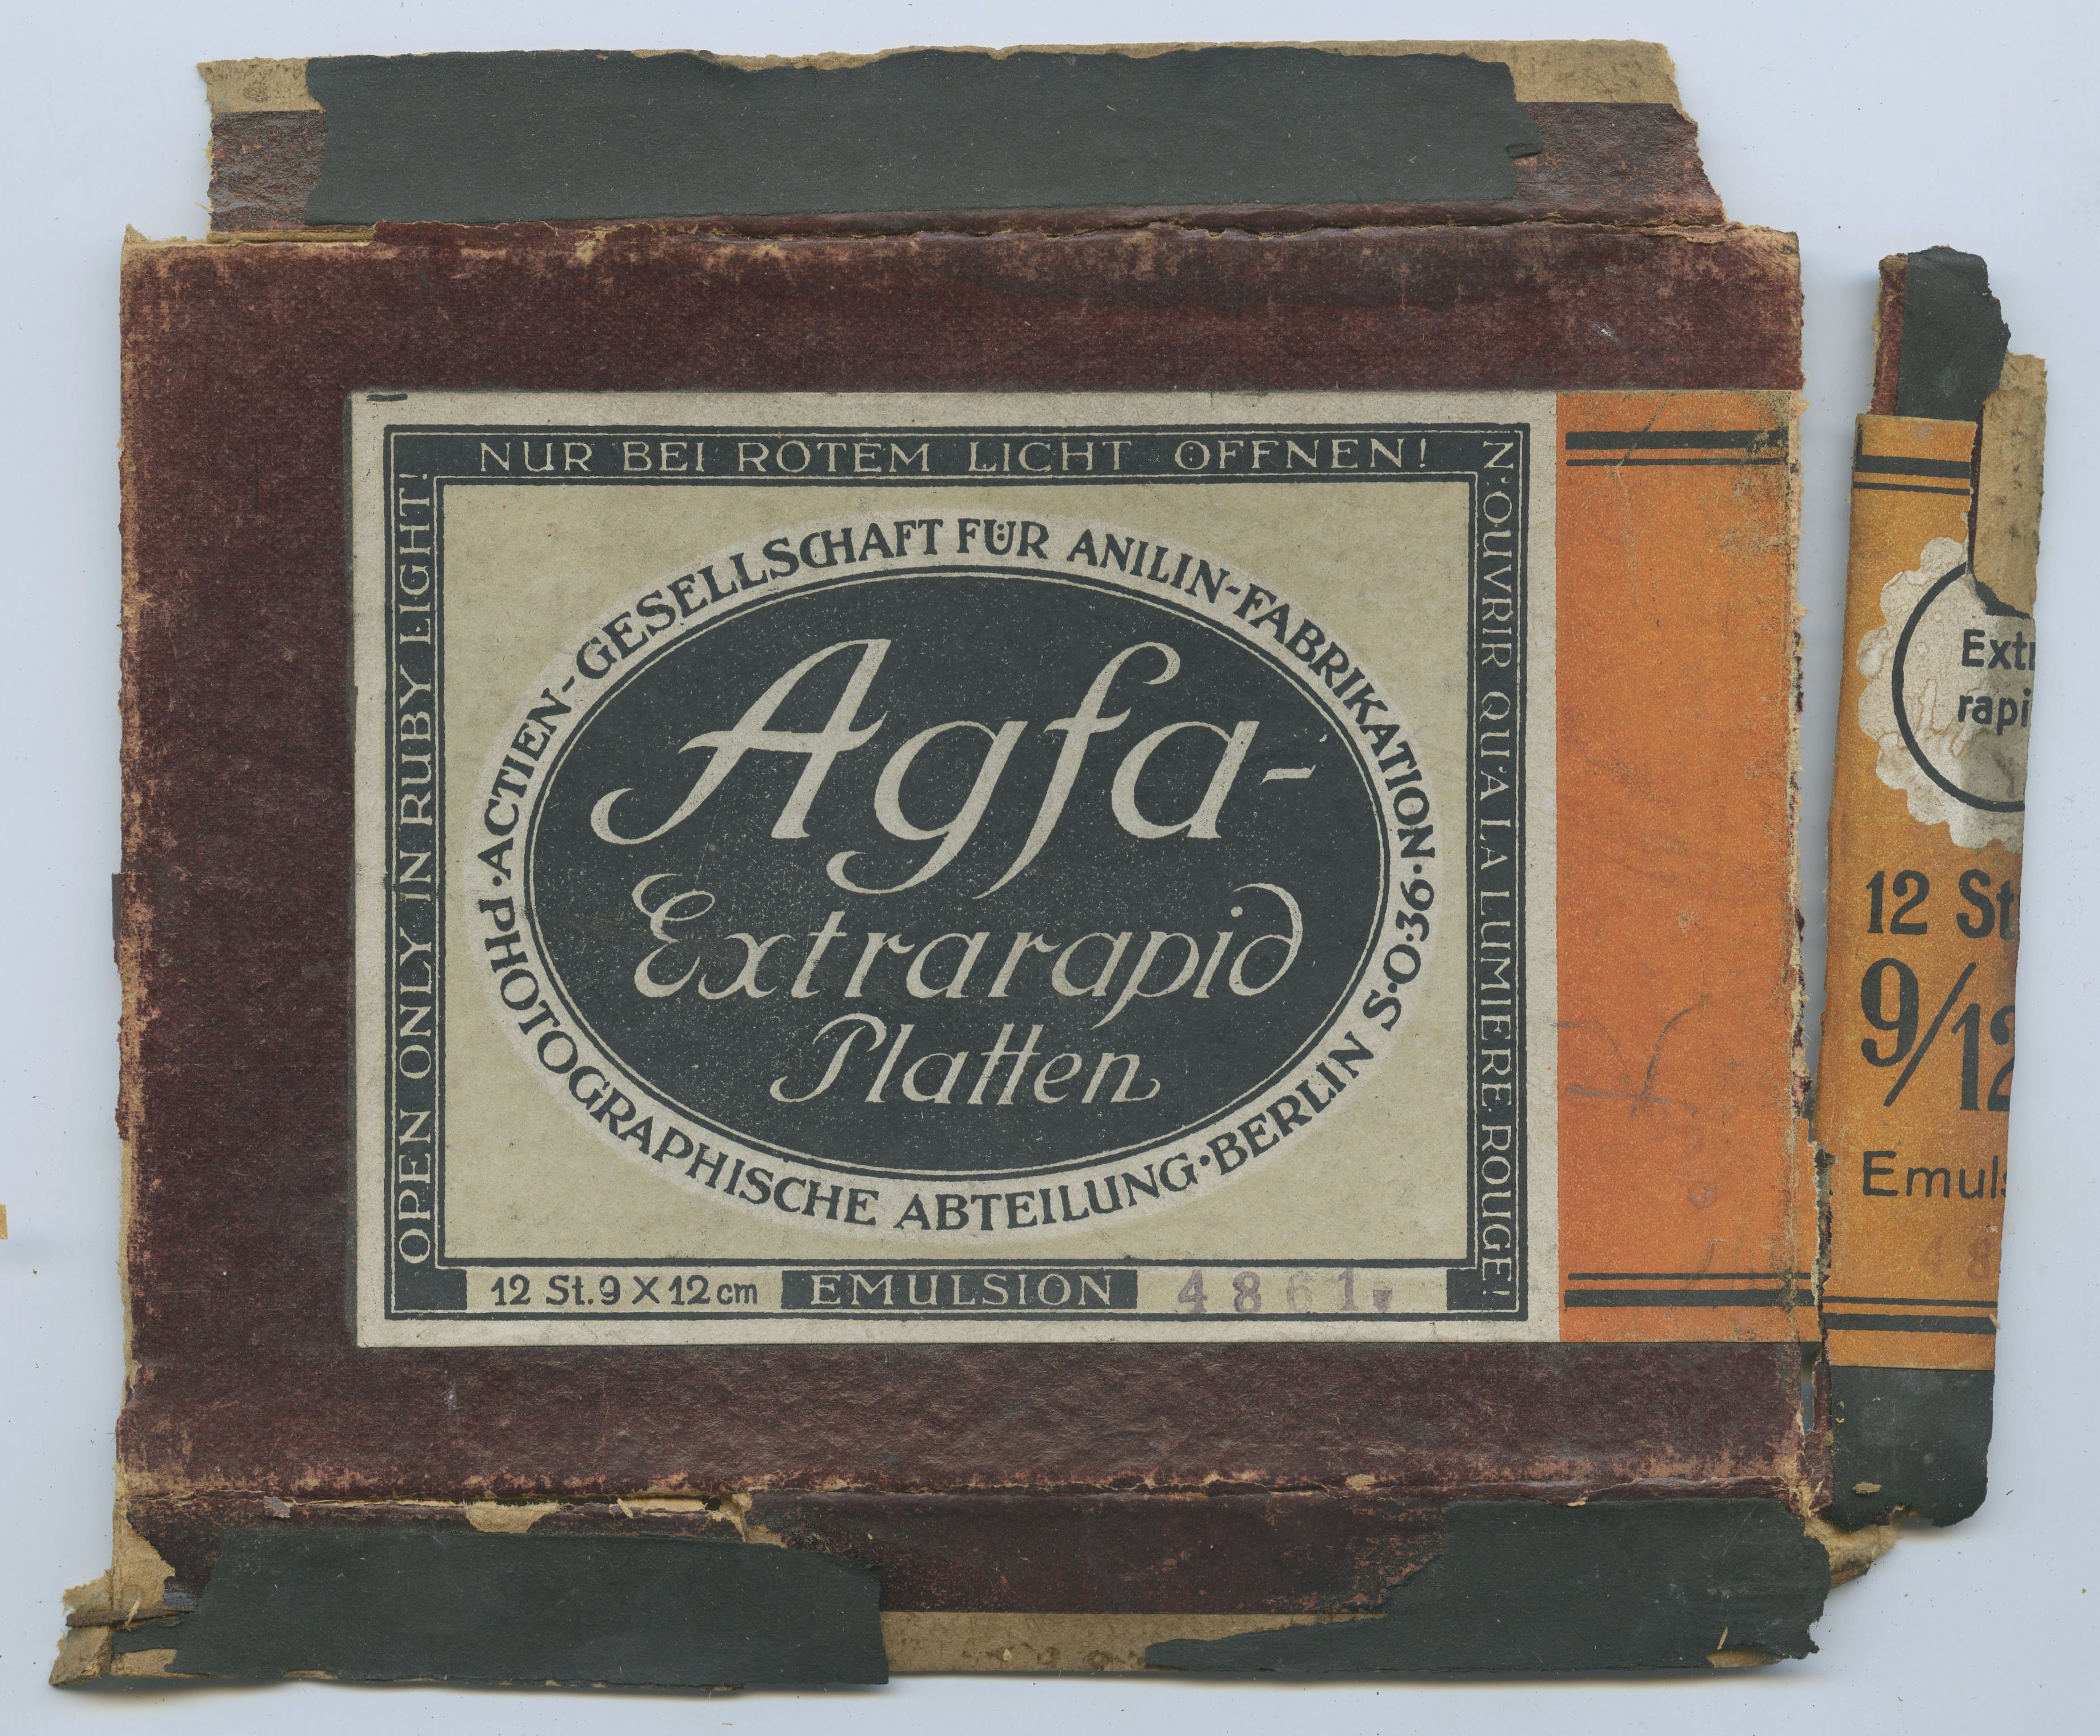 NUR BEI ROTEM LICHT ÖFFNEN!
OPEN ONLY IN RUBY LIGHT!
N'OUVRIR QU'A LA LUMIERE ROUGE!
ACTIEN-GESELLSCHAFT FÜR ANILIN-FABRIKATION·
PHOTOGRAPHISCHE ABTEILUNG·BERLIN S·O·36·
Agfa-
Extrarapid
Platten
12 St. 9 X 12 cm EMULSION 4861
Extr
rapi
12 St
9/12
Emuls
48